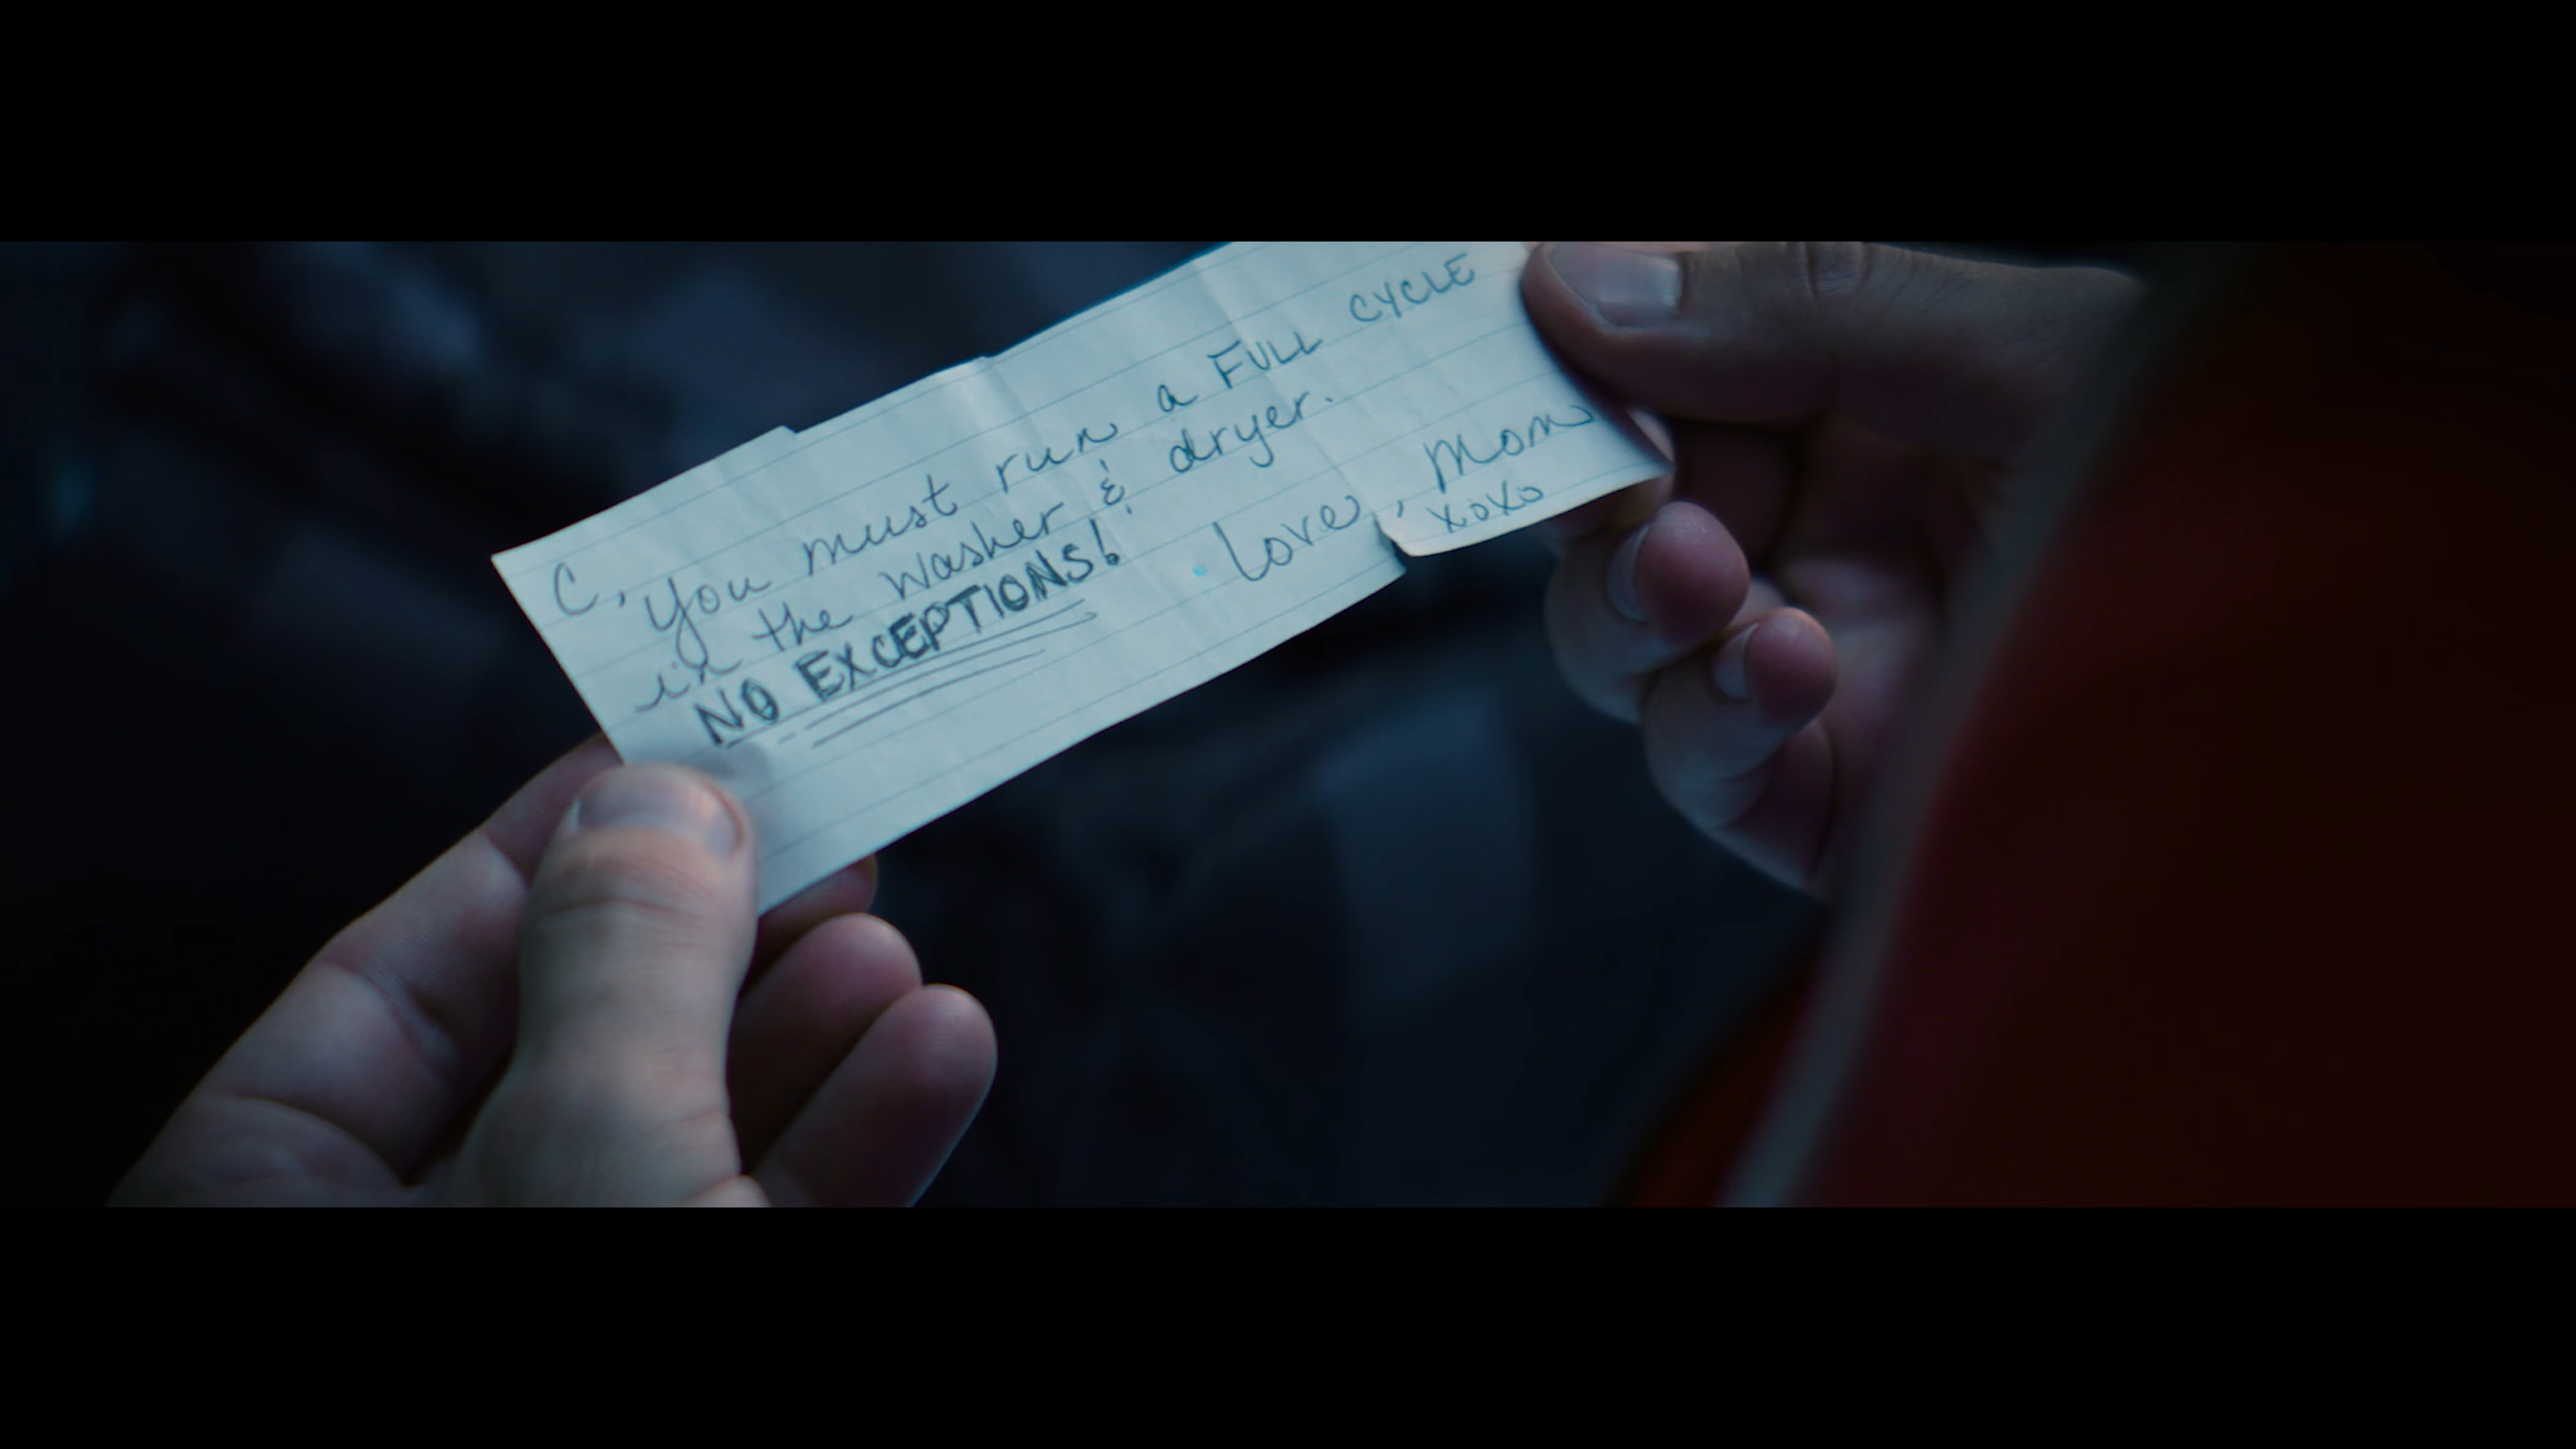 C, You must run a FULL CYCLE
in the washer & dryer.
NO EXCEPTIONS!
Love, Mom
xoxo